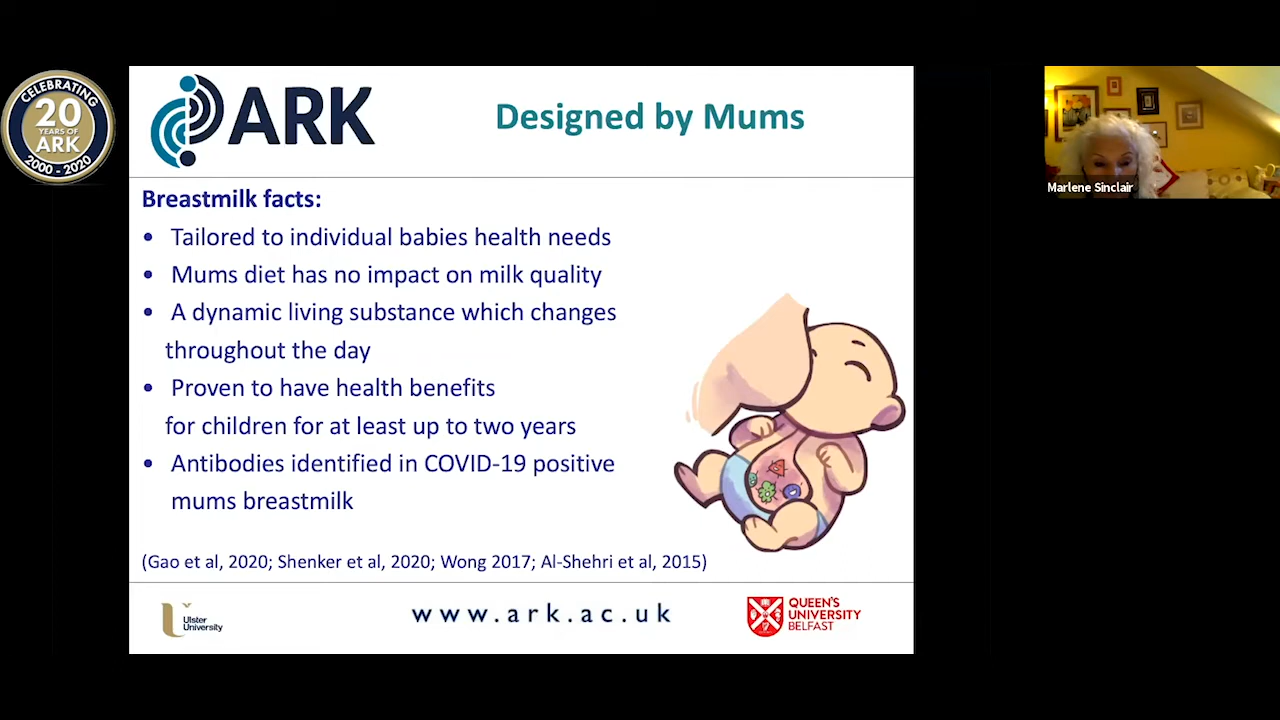 CELEBRATING
20
YEARS OF
ARK
2000 - 2020
ARK
Designed by Mums
Marlene Sinclair
Breastmilk facts:
• Tailored to individual babies health needs
• Mums diet has no impact on milk quality
• A dynamic living substance which changes
throughout the day
• Proven to have health benefits
for children for at least up to two years
• Antibodies identified in COVID-19 positive
mums breastmilk
(Gao et al, 2020; Shenker et al, 2020; Wong 2017; Al-Shehri et al, 2015)
Ulster
University
www.ark.ac.uk
QUEEN'S
UNIVERSITY
BELFAST